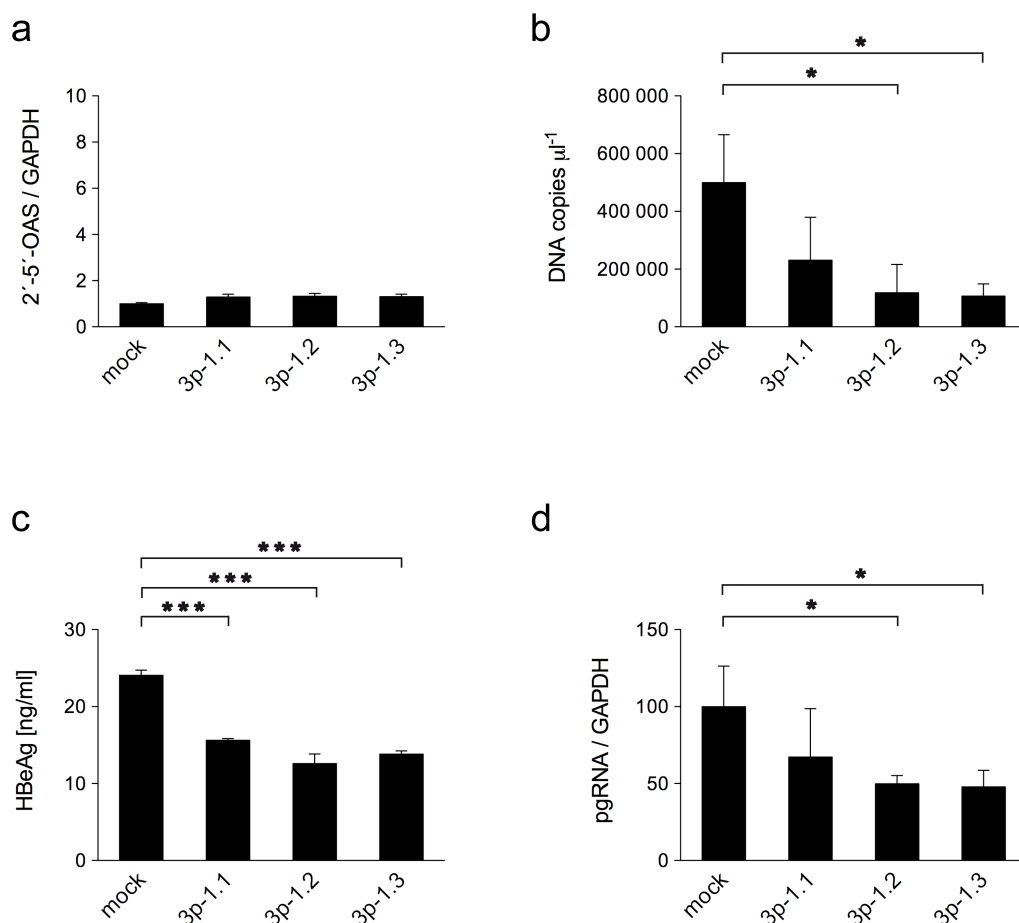 a
2´-5´-OAS / GAPDH
10
8
6
4
2
0
mock
3p-1.1
3p-1.2
3p-1.3
b
*
*
DNA copies µl⁻¹
800 000
600 000
400 000
200 000
0
mock
3p-1.1
3p-1.2
3p-1.3
c
***
***
***
HBeAg [ng/ml]
30
20
10
0
mock
3p-1.1
3p-1.2
3p-1.3
d
*
*
pgRNA / GAPDH
150
100
50
0
mock
3p-1.1
3p-1.2
3p-1.3